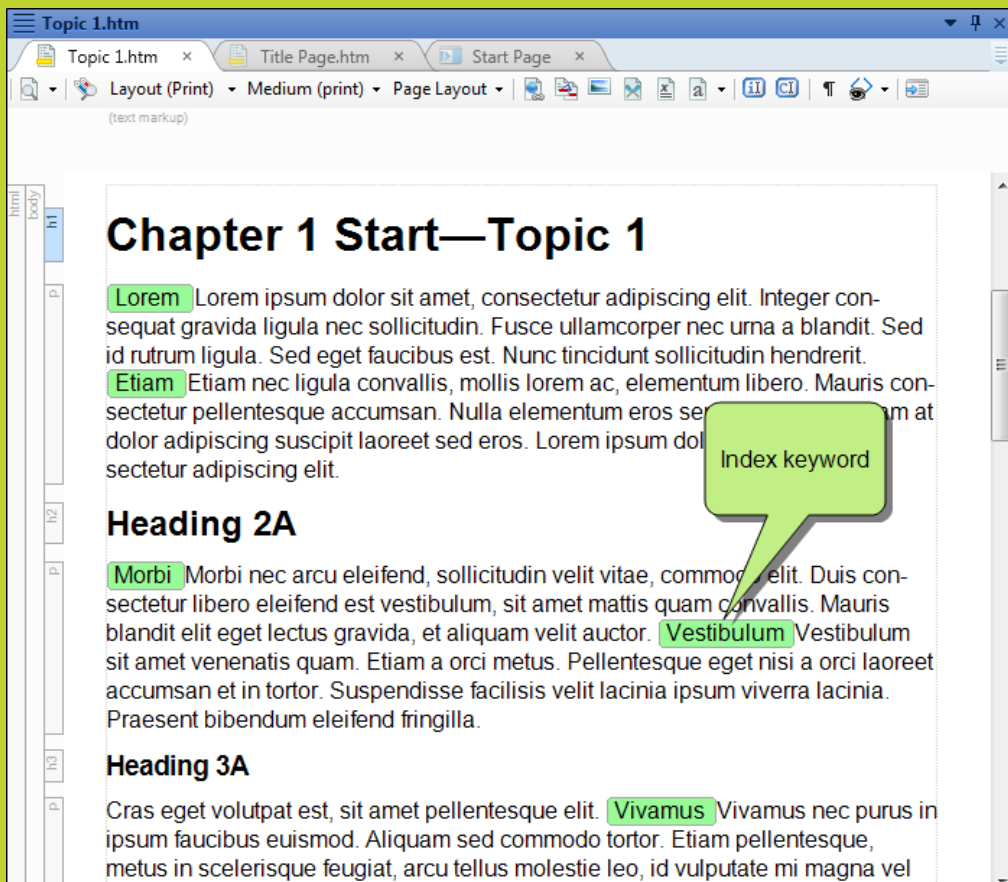 Topic 1.htm
Topic 1.htm × Title Page.htm × Start Page ×
Layout (Print) Medium (print) Page Layout a iI CI ¶
(text markup)
html
body
h1
Chapter 1 Start—Topic 1
p
Lorem Lorem ipsum dolor sit amet, consectetur adipiscing elit. Integer con-
sequat gravida ligula nec sollicitudin. Fusce ullamcorper nec urna a blandit. Sed
id rutrum ligula. Sed eget faucibus est. Nunc tincidunt sollicitudin hendrerit.
Etiam Etiam nec ligula convallis, mollis lorem ac, elementum libero. Mauris con-
sectetur pellentesque accumsan. Nulla elementum eros at
dolor adipiscing suscipit laoreet sed eros. Lorem ipsum
sectetur adipiscing elit.
Index keyword
h2
Heading 2A
p
Morbi Morbi nec arcu eleifend, sollicitudin velit vitae, commodo elit. Duis con-
sectetur libero eleifend est vestibulum, sit amet mattis quam convallis. Mauris
blandit elit eget lectus gravida, et aliquam velit auctor. Vestibulum Vestibulum
sit amet venenatis quam. Etiam a orci metus. Pellentesque eget nisi a orci laoreet
accumsan et in tortor. Suspendisse facilisis velit lacinia ipsum viverra lacinia.
Praesent bibendum eleifend fringilla.
h3
Heading 3A
p
Cras eget volutpat est, sit amet pellentesque elit. Vivamus Vivamus nec purus in
ipsum faucibus euismod. Aliquam sed commodo tortor. Etiam pellentesque,
metus in scelerisque feugiat, arcu tellus molestie leo, id vulputate mi magna vel